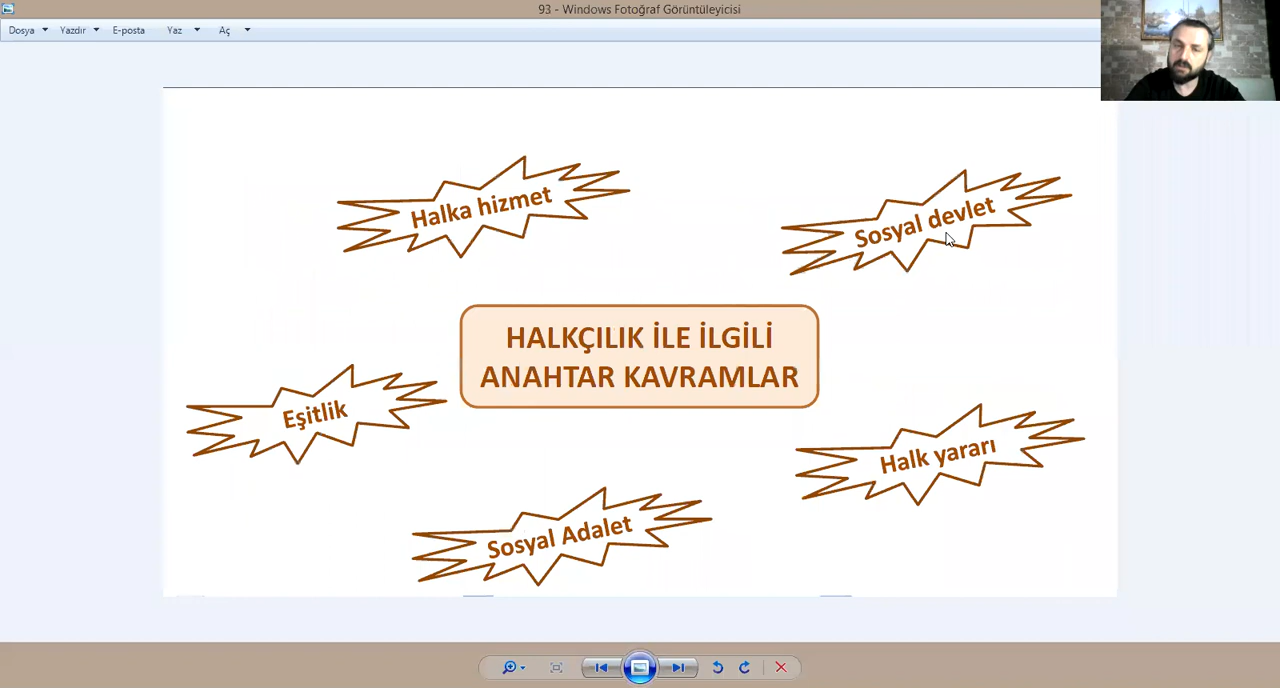 93 - Windows Fotoğraf Görüntüleyicisi
Dosya Yazdır E-posta Yaz Aç
Halka hizmet
Sosyal devlet
HALKÇILIK İLE İLGİLİ
ANAHTAR KAVRAMLAR
Eşitlik
Halk yararı
Sosyal Adalet